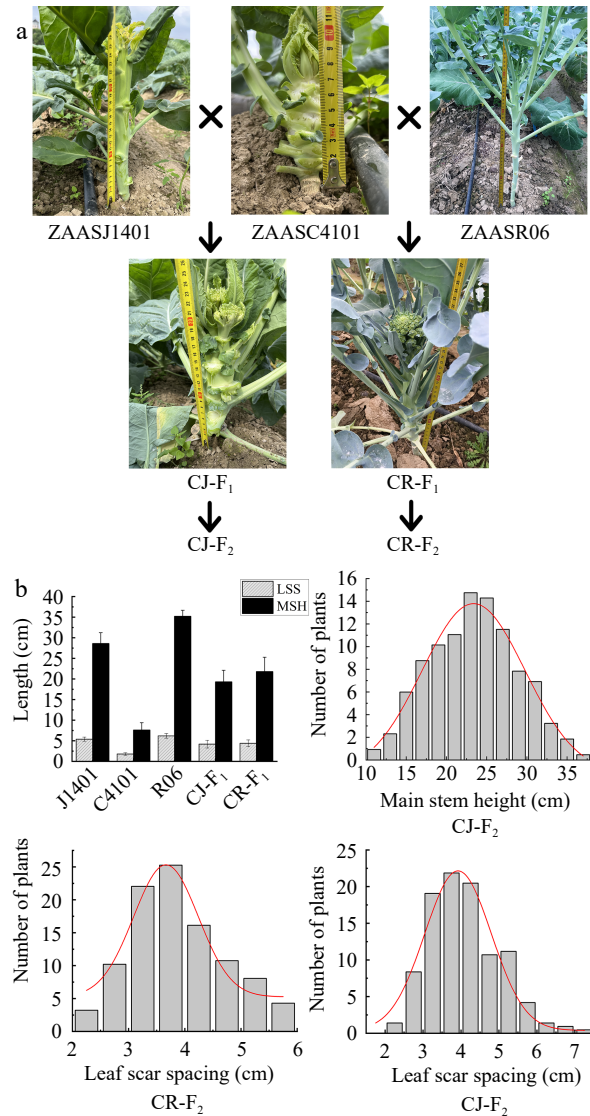 a
ZAASJ1401
ZAASC4101
ZAASR06
CJ-F1
CR-F1
CJ-F2
CR-F2
b
LSS
MSH
Length (cm)
40
35
30
25
20
15
10
5
0
J1401
C4101
R06
CJ-F1
CR-F1
Number of plants
16
14
12
10
8
6
4
2
0
10 15 20 25 30 35
Main stem height (cm)
CJ-F2
Number of plants
25
20
15
10
5
0
2 3 4 5 6
Leaf scar spacing (cm)
CR-F2
Number of plants
25
20
15
10
5
0
2 3 4 5 6 7
Leaf scar spacing (cm)
CJ-F2